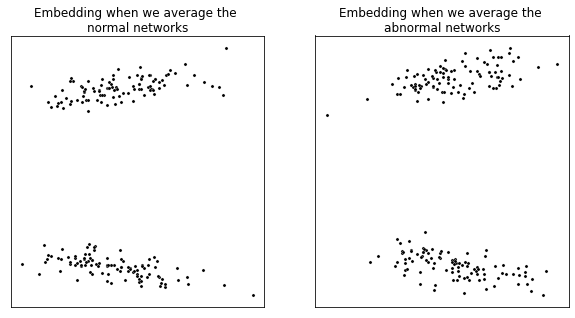 Embedding when we average the
normal networks
Embedding when we average the
abnormal networks